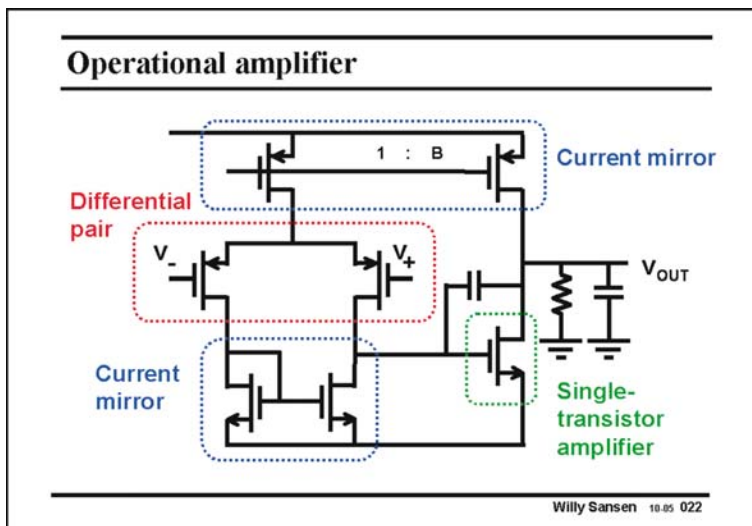 Operational amplifier
1 : B
Current mirror
Differential
pair
V-
V+
VOUT
Current
mirror
Single-
transistor
amplifier
Willy Sansen 10-05 022